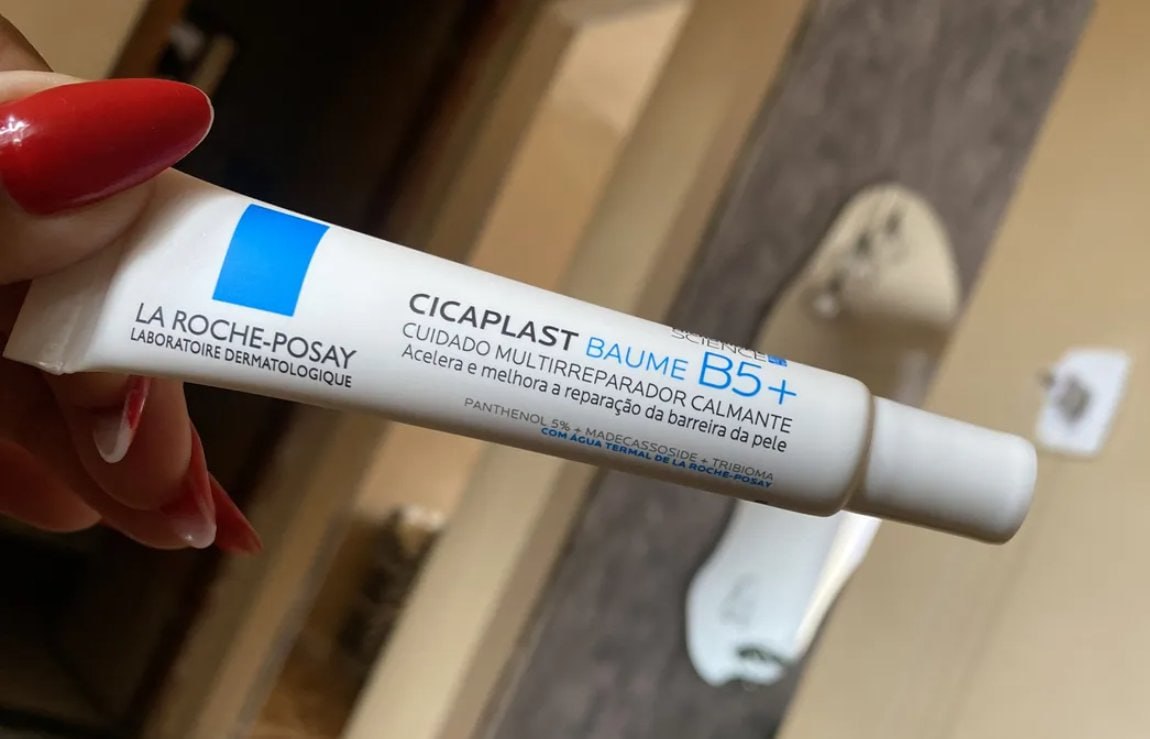 LA ROCHE-POSAY
LABORATOIRE DERMATOLOGIQUE
SCIENCE
CICAPLAST BAUME B5+
CUIDADO MULTIRREPARADOR CALMANTE
Acelera e melhora a reparação da barreira da pele
PANTHENOL 5% + MADECASSOSIDE + TRIBIOMA
COM ÁGUA TERMAL DE LA ROCHE-POSAY